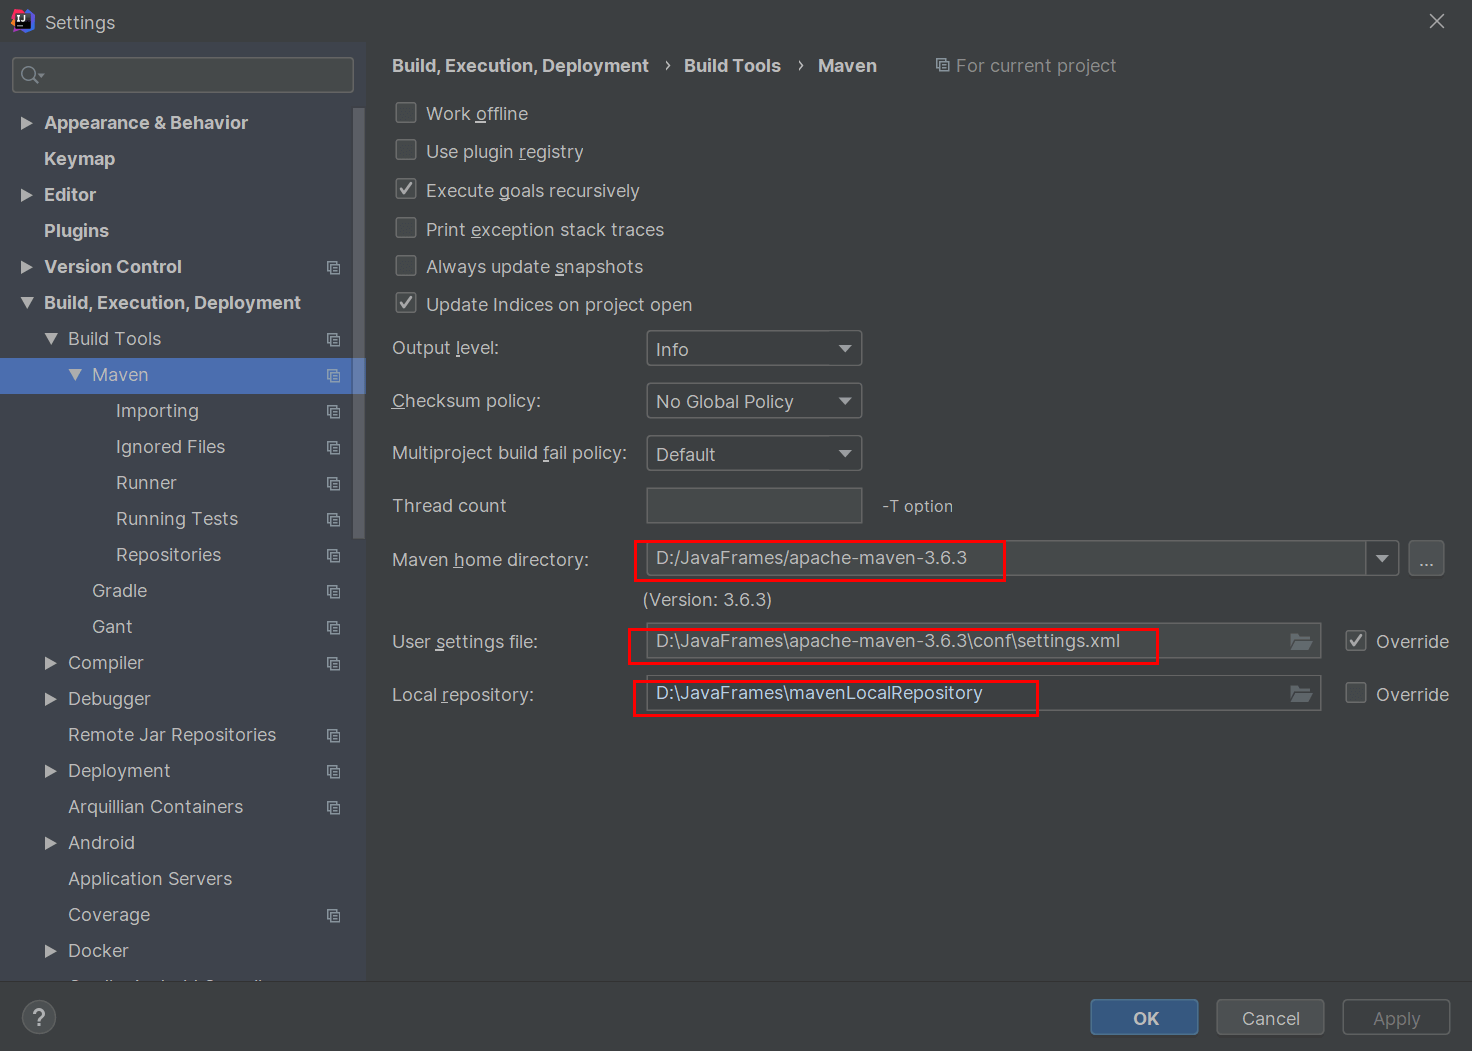 Settings
Appearance & Behavior
Keymap
Editor
Plugins
Version Control
Build, Execution, Deployment
Build Tools
Maven
Importing
Ignored Files
Runner
Running Tests
Repositories
Gradle
Gant
Compiler
Debugger
Remote Jar Repositories
Deployment
Arquillian Containers
Android
Application Servers
Coverage
Docker
Build, Execution, Deployment › Build Tools › Maven For current project
Work offline
Use plugin registry
Execute goals recursively
Print exception stack traces
Always update snapshots
Update Indices on project open
Output level: Info
Checksum policy: No Global Policy
Multiproject build fail policy: Default
Thread count -T option
Maven home directory: D:/JavaFrames/apache-maven-3.6.3 ...
(Version: 3.6.3)
User settings file: D:\JavaFrames\apache-maven-3.6.3\conf\settings.xml Override
Local repository: D:\JavaFrames\mavenLocalRepository Override
? OK Cancel Apply